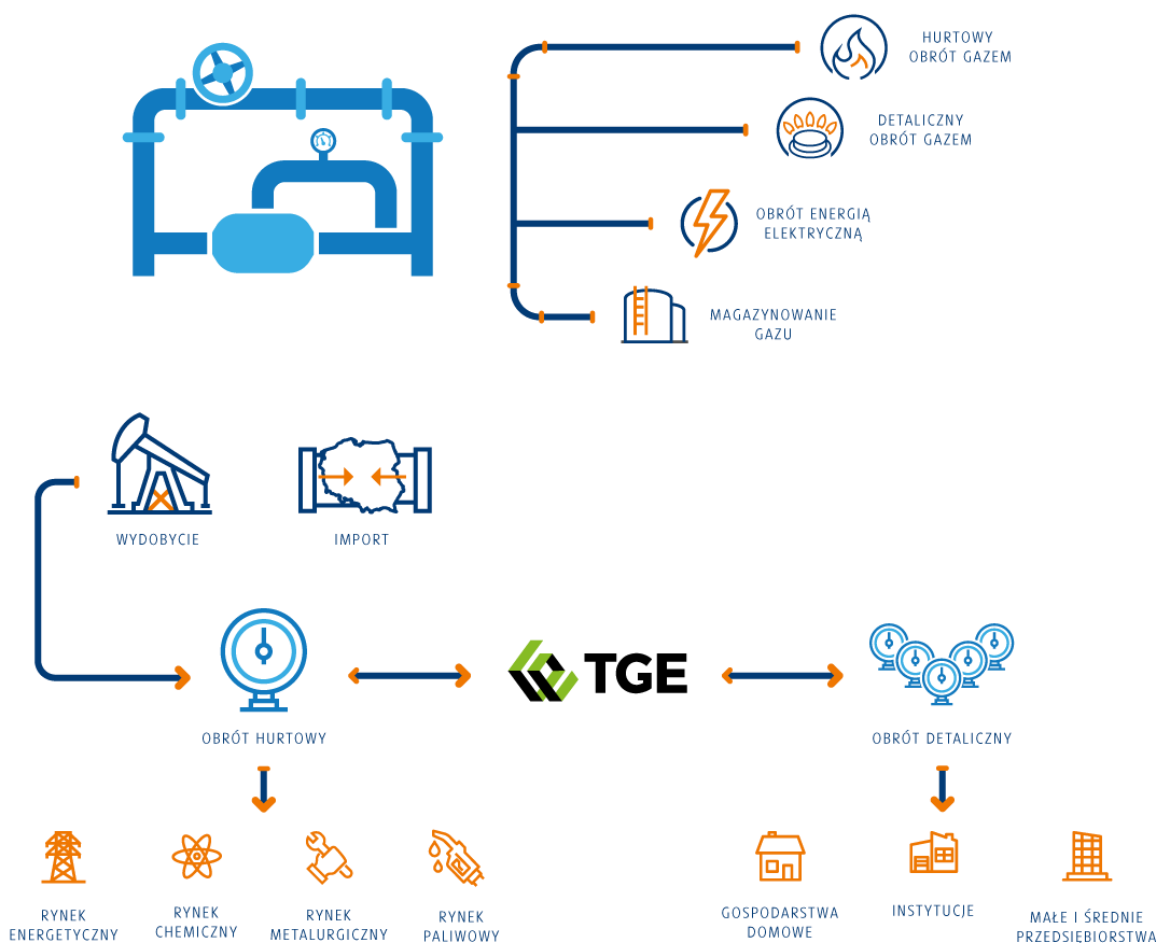 HURTOWY
OBRÓT GAZEM
DETALICZNY
OBRÓT GAZEM
OBRÓT ENERGIĄ
ELEKTRYCZNĄ
MAGAZYNOWANIE
GAZU
WYDOBYCIE
IMPORT
TGE
OBRÓT HURTOWY
OBRÓT DETALICZNY
RYNEK
ENERGETYCZNY
RYNEK
CHEMICZNY
RYNEK
METALURGICZNY
RYNEK
PALIWOWY
GOSPODARSTWA
DOMOWE
INSTYTUCJE
MAŁE I ŚREDNIE
PRZEDSIEBIORSTWA